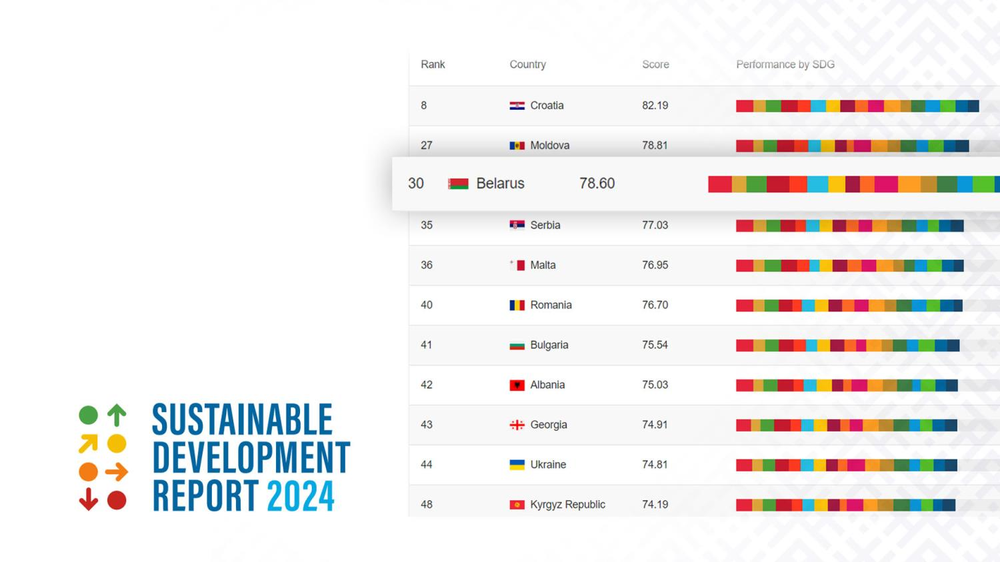 Rank Country Score Performance by SDG
8 Croatia 82.19
27 Moldova 78.81
30 Belarus 78.60
35 Serbia 77.03
36 Malta 76.95
40 Romania 76.70
41 Bulgaria 75.54
42 Albania 75.03
43 Georgia 74.91
44 Ukraine 74.81
48 Kyrgyz Republic 74.19
SUSTAINABLE
DEVELOPMENT
REPORT 2024